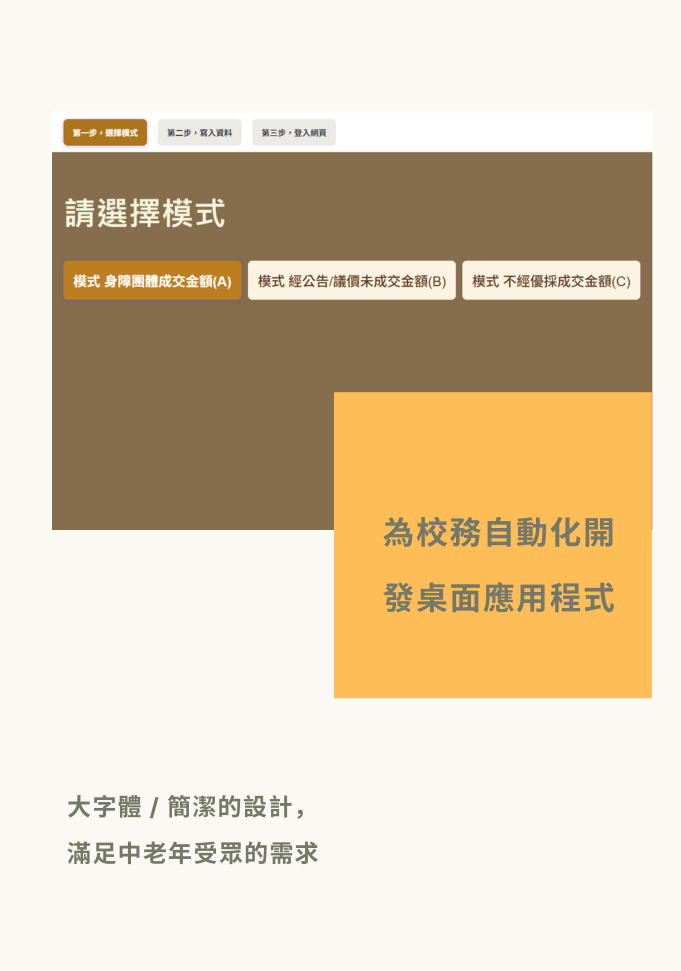 第一步，選擇模式 第二步，寫入資料 第三步，登入網頁
請選擇模式
模式 身障團體成交金額(A) 模式 經公告/議價未成交金額(B) 模式 不經優採成交金額(C)
為校務自動化開
發桌面應用程式
大字體 / 簡潔的設計，
滿足中老年受眾的需求